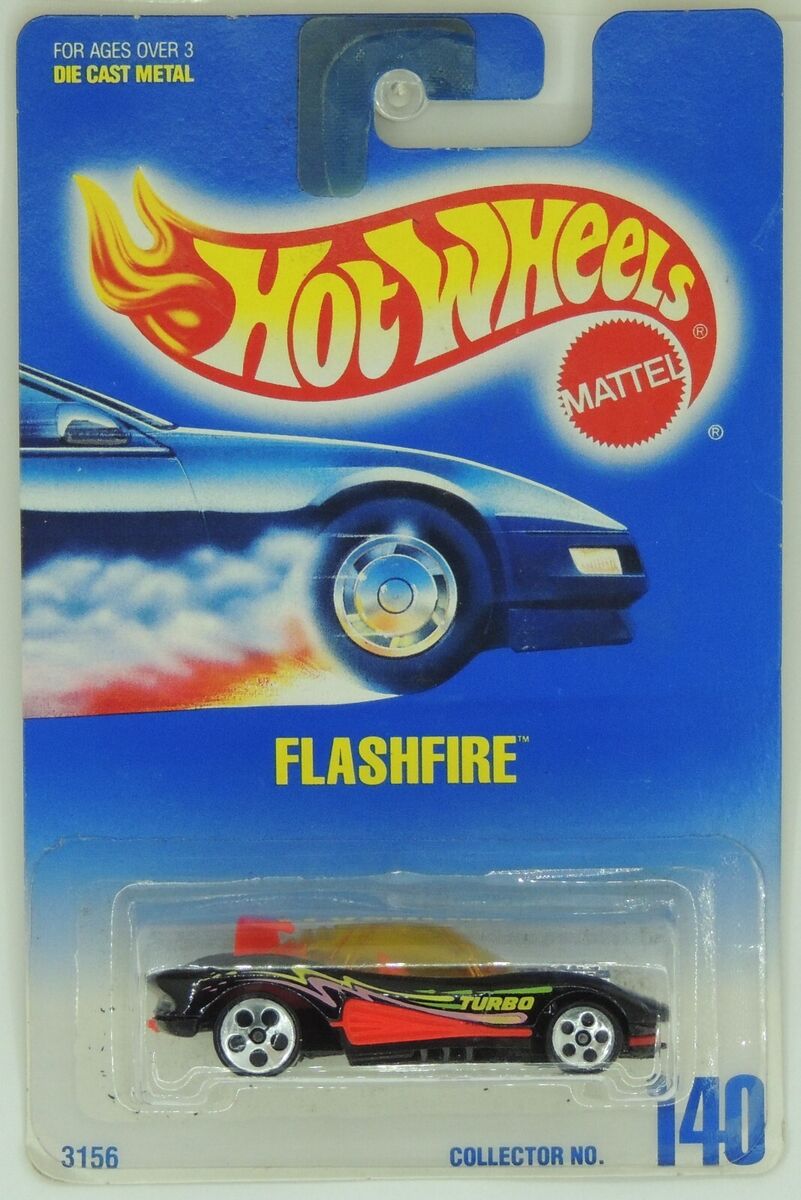 FOR AGES OVER 3
DIE CAST METAL
HOT WHEELS ®
MATTEL
®
FLASHFIRE™
TURBO
3156
COLLECTOR NO. 140